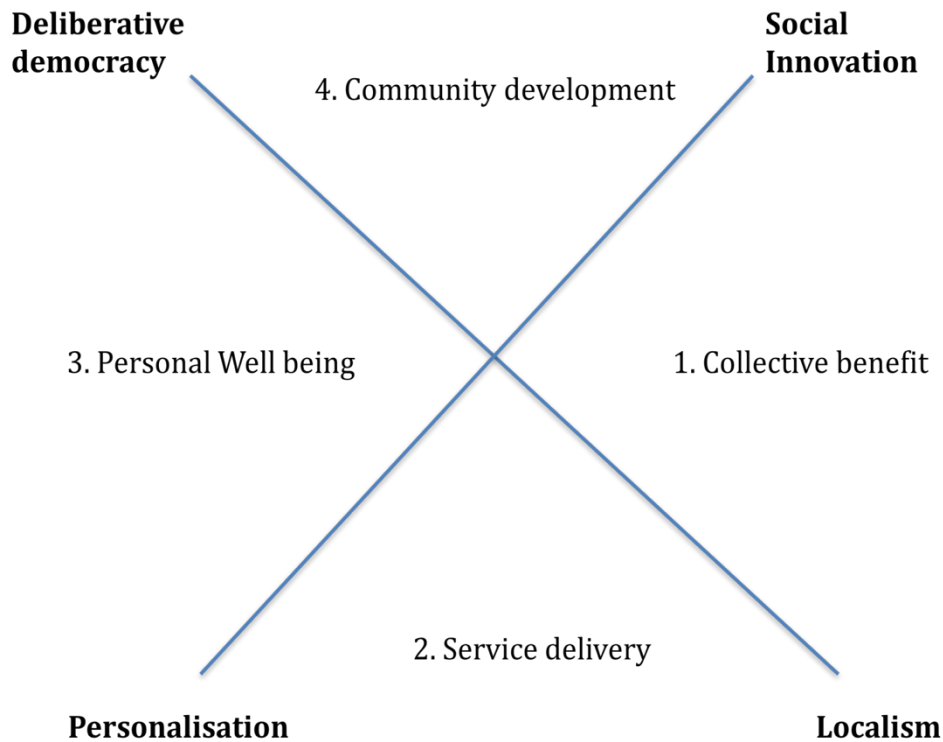 Deliberative
democracy
Social
Innovation
4. Community development
3. Personal Well being
1. Collective benefit
2. Service delivery
Personalisation
Localism